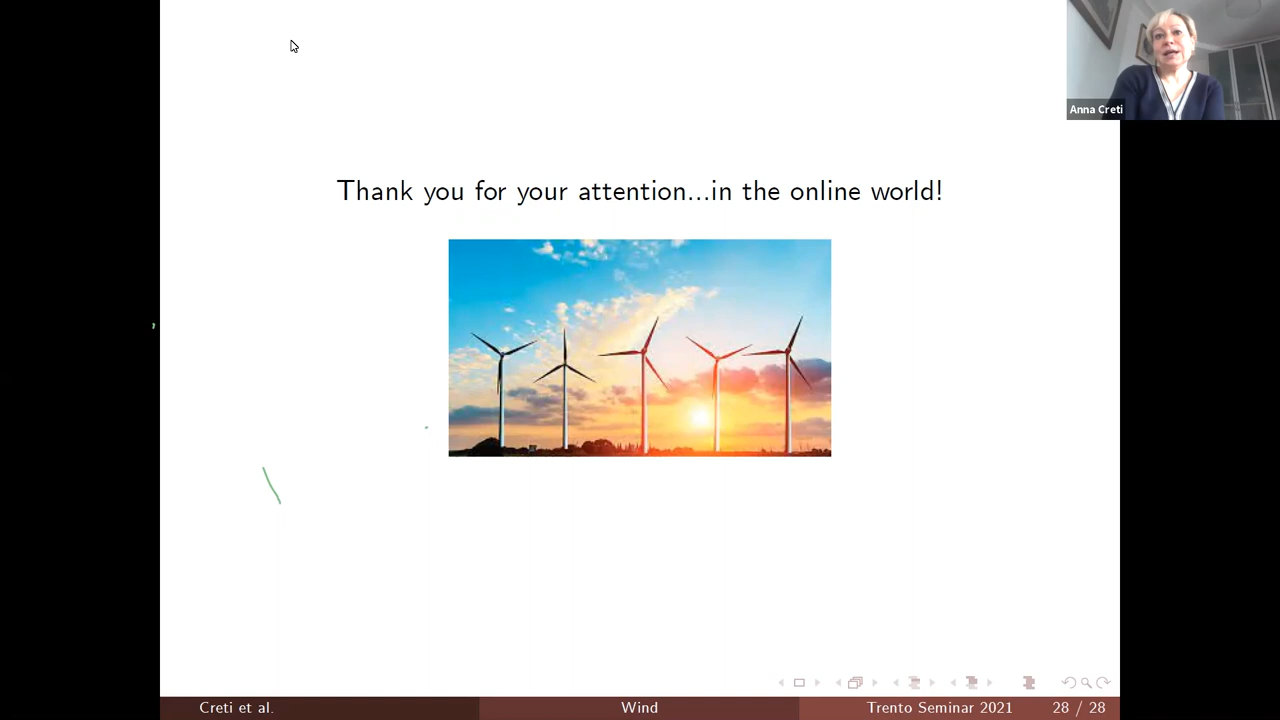 Anna Creti
Thank you for your attention...in the online world!
Creti et al.
Wind
Trento Seminar 2021
28 / 28